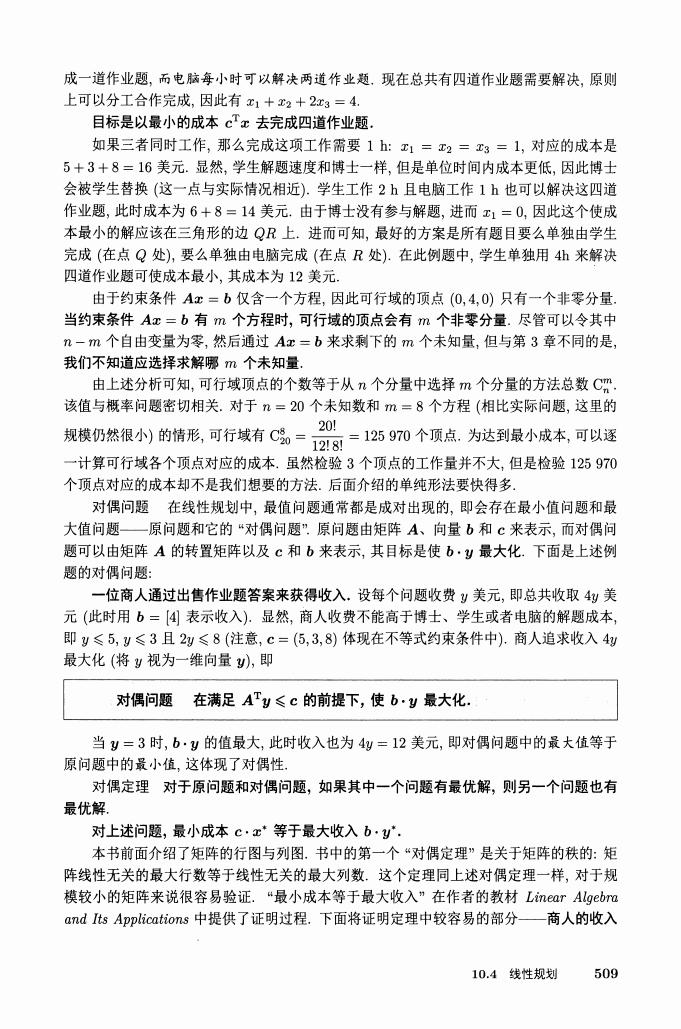 成一道作业题, 而电脑每小时可以解决两道作业题. 现在总共有四道作业题需要解决, 原则
上可以分工合作完成, 因此有 x₁ + x₂ + 2x₃ = 4.
目标是以最小的成本 cᵀx 去完成四道作业题.
如果三者同时工作, 那么完成这项工作需要 1 h: x₁ = x₂ = x₃ = 1, 对应的成本是
5 + 3 + 8 = 16 美元. 显然, 学生解题速度和博士一样, 但是单位时间内成本更低, 因此博士
会被学生替换 (这一点与实际情况相近). 学生工作 2 h 且电脑工作 1 h 也可以解决这四道
作业题, 此时成本为 6 + 8 = 14 美元. 由于博士没有参与解题, 进而 x₁ = 0, 因此这个使成
本最小的解应该在三角形的边 QR 上. 进而可知, 最好的方案是所有题目要么单独由学生
完成 (在点 Q 处), 要么单独由电脑完成 (在点 R 处). 在此例题中, 学生单独用 4h 来解决
四道作业题可使成本最小, 其成本为 12 美元.
由于约束条件 Ax = b 仅含一个方程, 因此可行域的顶点 (0, 4, 0) 只有一个非零分量.
当约束条件 Ax = b 有 m 个方程时, 可行域的顶点会有 m 个非零分量. 尽管可以令其中
n − m 个自由变量为零, 然后通过 Ax = b 来求剩下的 m 个未知量, 但与第 3 章不同的是,
我们不知道应选择求解哪 m 个未知量.
由上述分析可知, 可行域顶点的个数等于从 n 个分量中选择 m 个分量的方法总数 Cₙᵐ.
该值与概率问题密切相关. 对于 n = 20 个未知数和 m = 8 个方程 (相比实际问题, 这里的
规模仍然很小) 的情形, 可行域有 C₂₀⁸ = 20!/(12! 8!) = 125 970 个顶点. 为达到最小成本, 可以逐
一计算可行域各个顶点对应的成本. 虽然检验 3 个顶点的工作量并不大, 但是检验 125 970
个顶点对应的成本却不是我们想要的方法. 后面介绍的单纯形法要快得多.
对偶问题 在线性规划中, 最值问题通常都是成对出现的, 即会存在最小值问题和最
大值问题——原问题和它的 “对偶问题”. 原问题由矩阵 A、向量 b 和 c 来表示, 而对偶问
题可以由矩阵 A 的转置矩阵以及 c 和 b 来表示, 其目标是使 b · y 最大化. 下面是上述例
题的对偶问题:
一位商人通过出售作业题答案来获得收入. 设每个问题收费 y 美元, 即总共收取 4y 美
元 (此时用 b = [4] 表示收入). 显然, 商人收费不能高于博士、学生或者电脑的解题成本,
即 y ⩽ 5, y ⩽ 3 且 2y ⩽ 8 (注意, c = (5, 3, 8) 体现在不等式约束条件中). 商人追求收入 4y
最大化 (将 y 视为一维向量 y), 即
对偶问题 在满足 Aᵀy ⩽ c 的前提下, 使 b · y 最大化.
当 y = 3 时, b · y 的值最大, 此时收入也为 4y = 12 美元, 即对偶问题中的最大值等于
原问题中的最小值, 这体现了对偶性.
对偶定理 对于原问题和对偶问题, 如果其中一个问题有最优解, 则另一个问题也有
最优解.
对上述问题, 最小成本 c · x* 等于最大收入 b · y*.
本书前面介绍了矩阵的行图与列图. 书中的第一个 “对偶定理” 是关于矩阵的秩的: 矩
阵线性无关的最大行数等于线性无关的最大列数. 这个定理同上述对偶定理一样, 对于规
模较小的矩阵来说很容易验证. “最小成本等于最大收入” 在作者的教材 Linear Algebra
and Its Applications 中提供了证明过程. 下面将证明定理中较容易的部分——商人的收入
10.4 线性规划 509